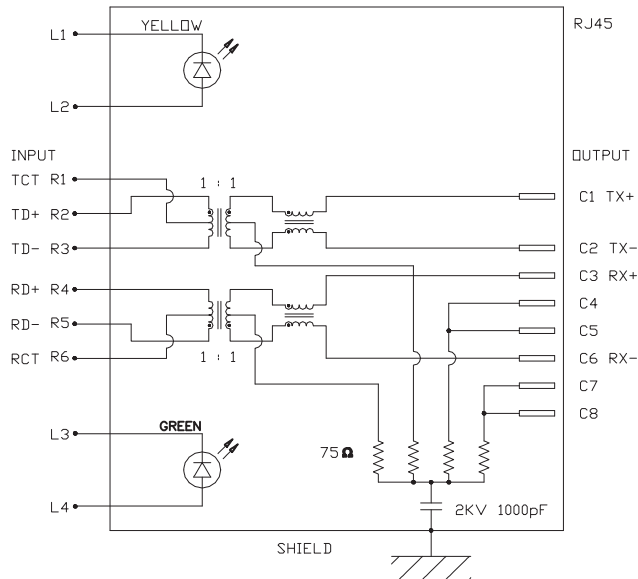 YELLOW
RJ45
L1
L2
INPUT
OUTPUT
TCT R1
1 : 1
C1 TX+
TD+ R2
TD- R3
C2 TX-
C3 RX+
RD+ R4
C4
RD- R5
C5
RCT R6
1 : 1
C6 RX-
C7
C8
GREEN
L3
75Ω
L4
2KV 1000pF
SHIELD